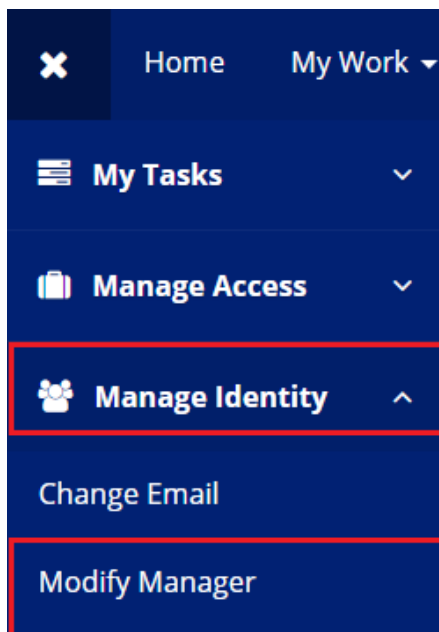 Home My Work
My Tasks
Manage Access
Manage Identity
Change Email
Modify Manager